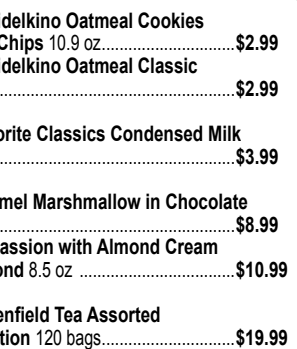 delkino Oatmeal Cookies
Chips 10.9 oz..............................$2.99
delkino Oatmeal Classic
.....................................................$2.99
orite Classics Condensed Milk
.....................................................$3.99
mel Marshmallow in Chocolate
.....................................................$8.99
assion with Almond Cream
ond 8.5 oz ...................................$10.99
enfield Tea Assorted
tion 120 bags..............................$19.99